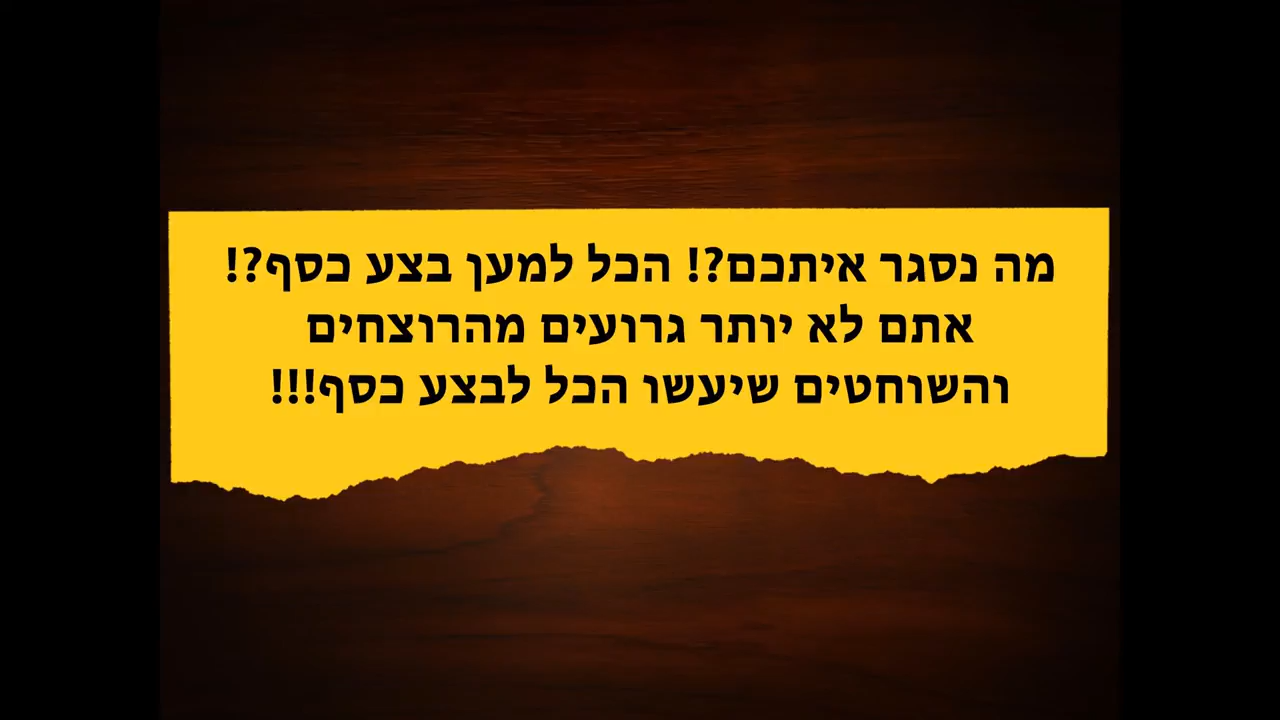 מה נסגר איתכם?! הכל למען בצע כסף?!
אתם לא יותר גרועים מהרוצחים
והשוחטים שיעשו הכל לבצע כסף!!!